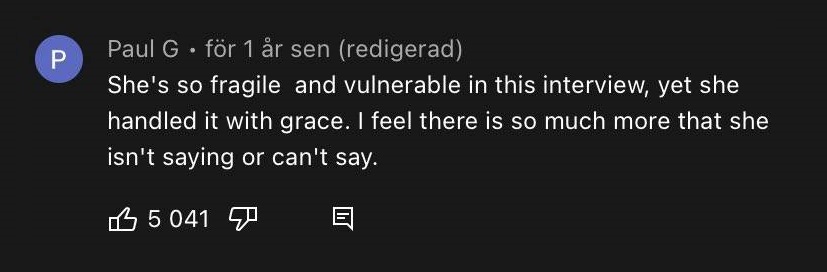 P
Paul G • för 1 år sen (redigerad)
She's so fragile  and vulnerable in this interview, yet she
handled it with grace. I feel there is so much more that she
isn't saying or can't say.
5 041